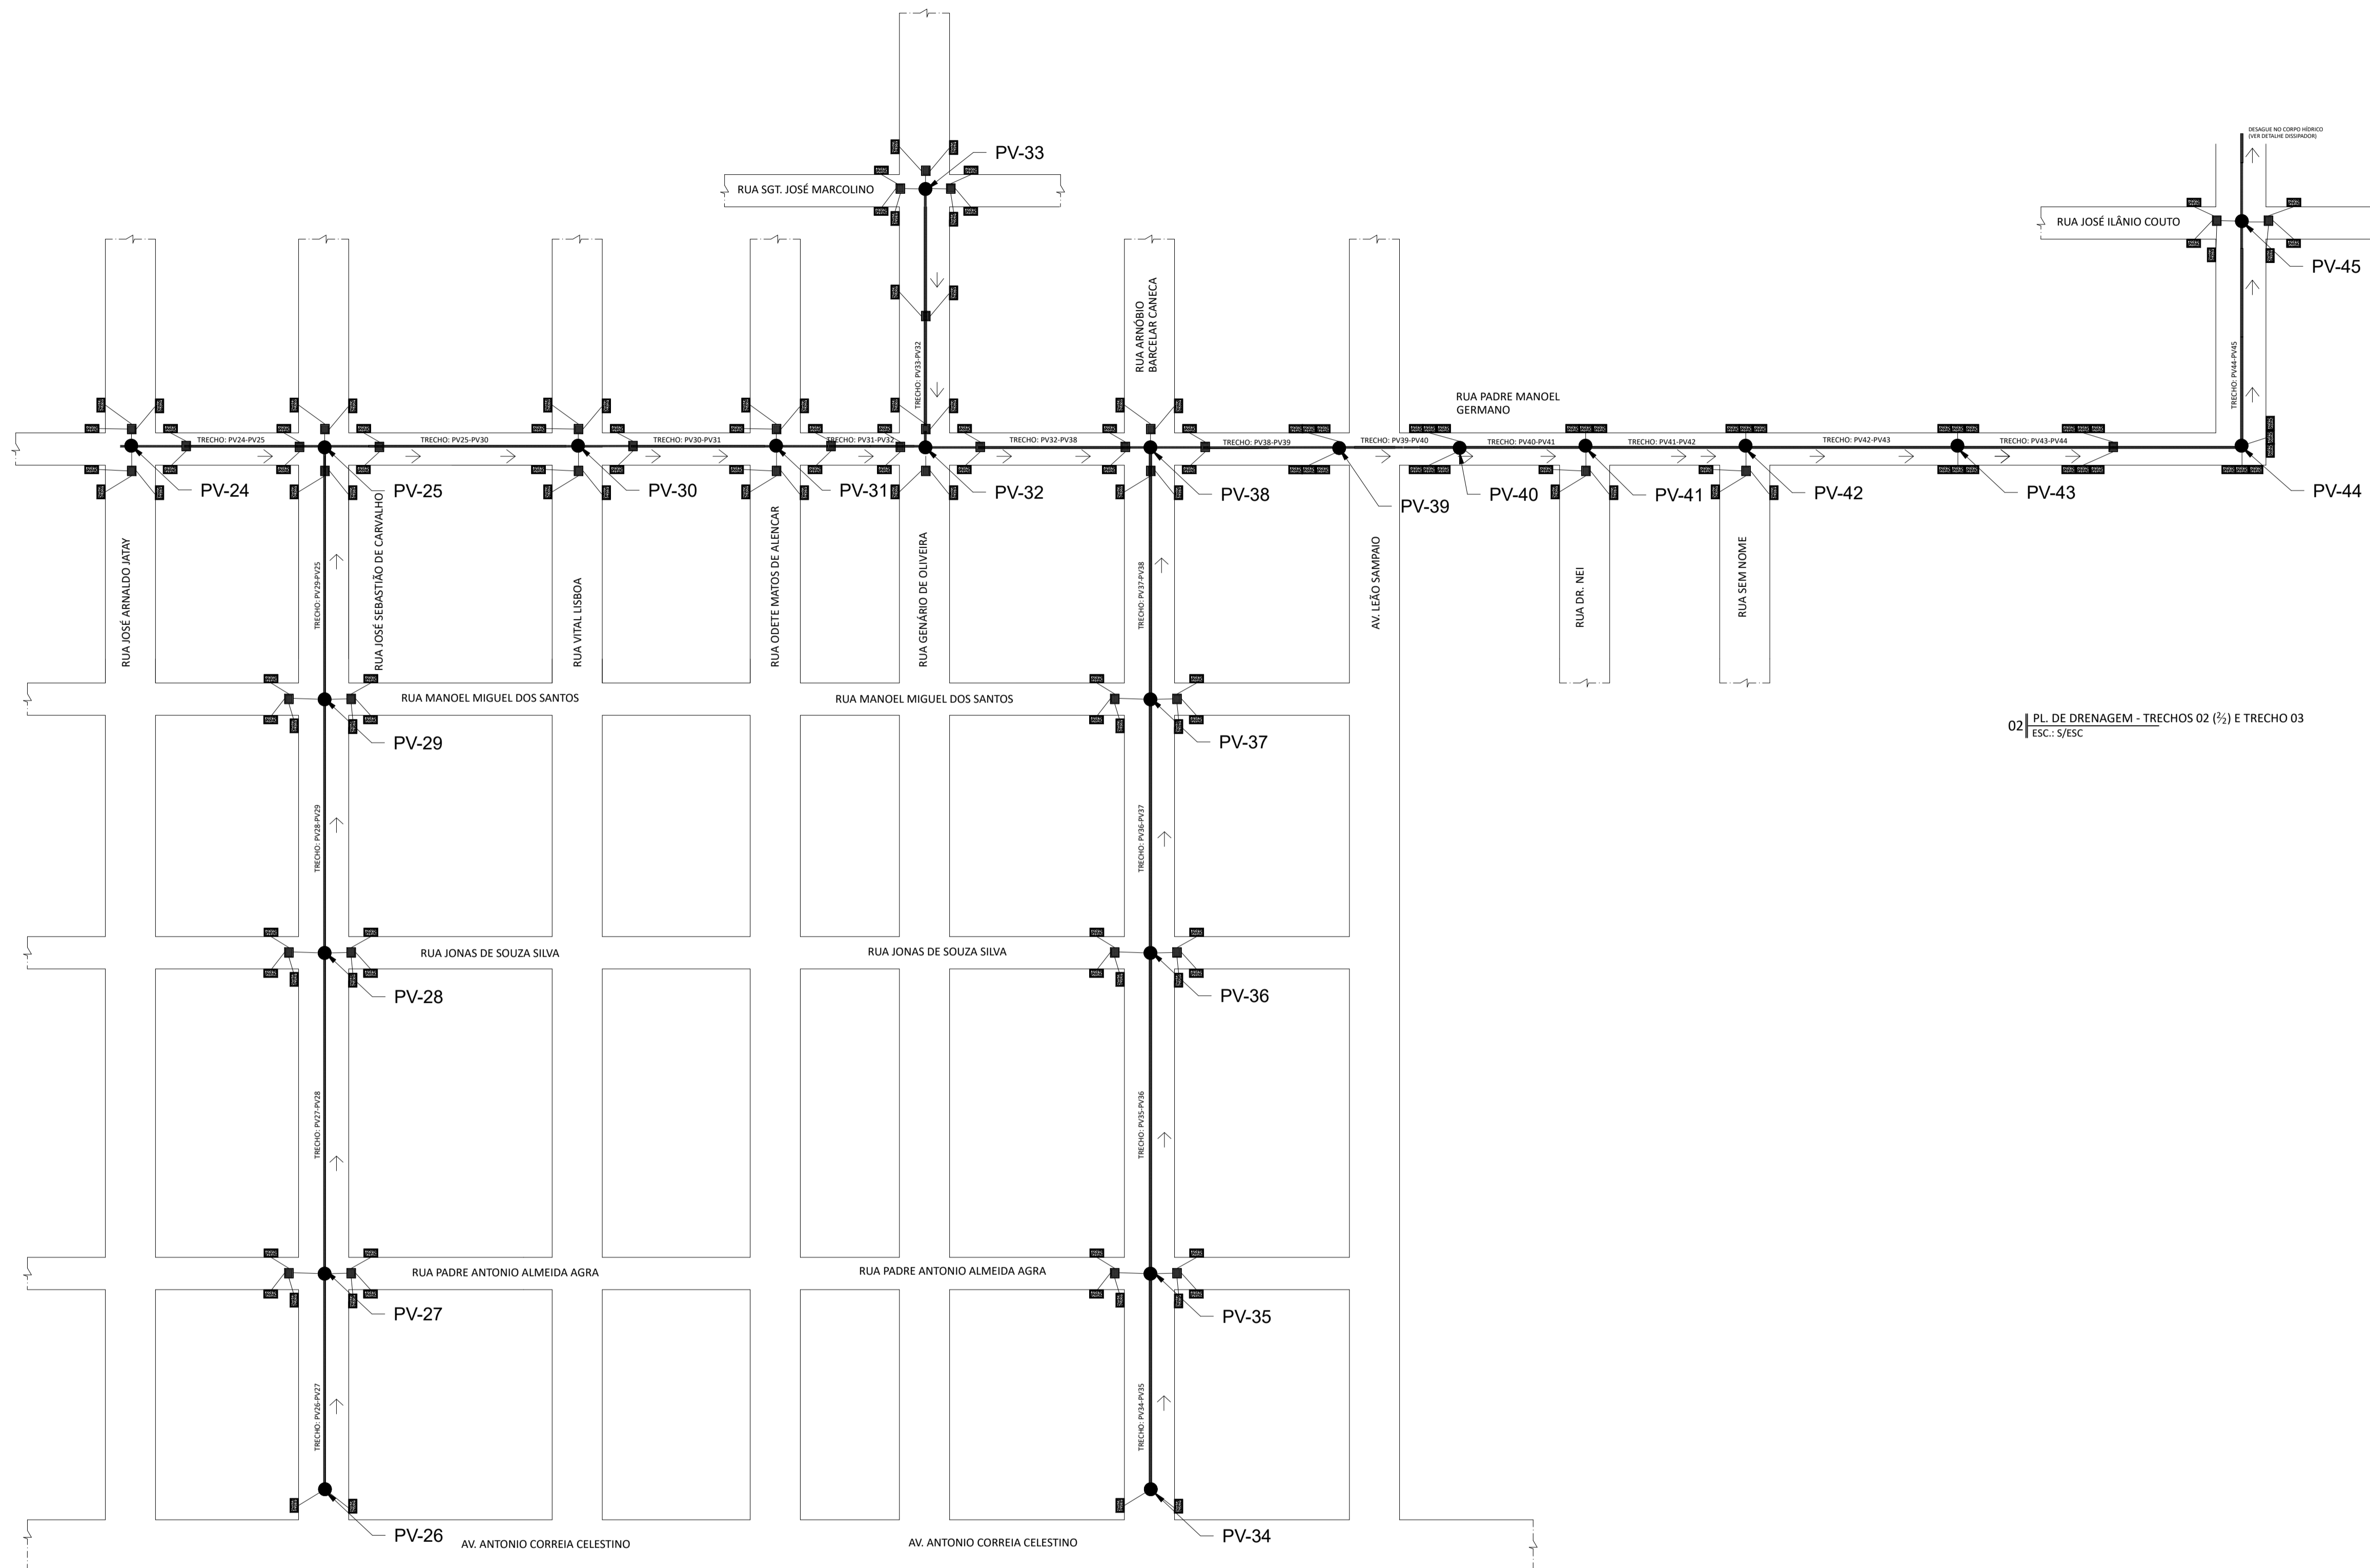 PV-33
DESAGUE NO CORPO HÍDRICO
(VER DETALHE DISSIPADOR)
RUA SGT. JOSÉ MARCOLINO
RUA JOSÉ ILÂNIO COUTO
PV-45
RUA ARNÓBIO
BARCELAR CANECA
TRECHO: PV33-PV32
TRECHO: PV44-PV45
RUA PADRE MANOEL
GERMANO
TRECHO: PV24-PV25
TRECHO: PV25-PV30
TRECHO: PV30-PV31
TRECHO: PV31-PV32
TRECHO: PV32-PV38
TRECHO: PV38-PV39
TRECHO: PV39-PV40
TRECHO: PV40-PV41
TRECHO: PV41-PV42
TRECHO: PV42-PV43
TRECHO: PV43-PV44
PV-24
PV-25
PV-30
PV-31
PV-32
PV-38
PV-39
PV-40
PV-41
PV-42
PV-43
PV-44
RUA JOSÉ ARNALDO JATAY
TRECHO: PV29-PV25
RUA JOSÉ SEBASTIÃO DE CARVALHO
RUA VITAL LISBOA
RUA ODETE MATOS DE ALENCAR
RUA GENÁRIO DE OLIVEIRA
TRECHO: PV37-PV38
AV. LEÃO SAMPAIO
RUA DR. NEI
RUA SEM NOME
RUA MANOEL MIGUEL DOS SANTOS
RUA MANOEL MIGUEL DOS SANTOS
PV-29
PV-37
02
PL. DE DRENAGEM - TRECHOS 02 (2/2) E TRECHO 03
ESC.: S/ESC
TRECHO: PV28-PV29
TRECHO: PV36-PV37
RUA JONAS DE SOUZA SILVA
RUA JONAS DE SOUZA SILVA
PV-28
PV-36
TRECHO: PV27-PV28
TRECHO: PV35-PV36
RUA PADRE ANTONIO ALMEIDA AGRA
RUA PADRE ANTONIO ALMEIDA AGRA
PV-27
PV-35
TRECHO: PV26-PV27
TRECHO: PV34-PV35
PV-26
AV. ANTONIO CORREIA CELESTINO
AV. ANTONIO CORREIA CELESTINO
PV-34